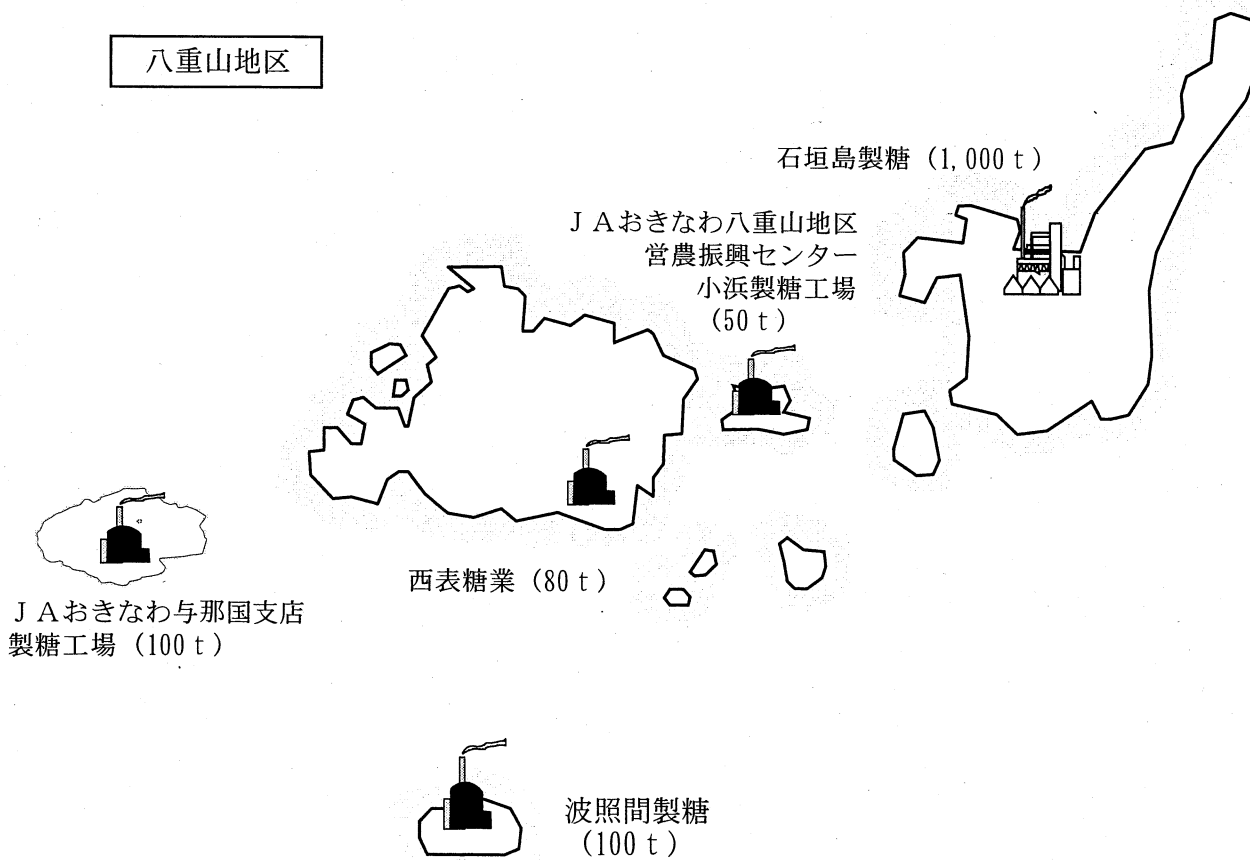 八重山地区
石垣島製糖（1,000ｔ）
ＪＡおきなわ八重山地区
営農振興センター
小浜製糖工場
（50ｔ）
西表糖業（80ｔ）
ＪＡおきなわ与那国支店
製糖工場（100ｔ）
波照間製糖
（100ｔ）